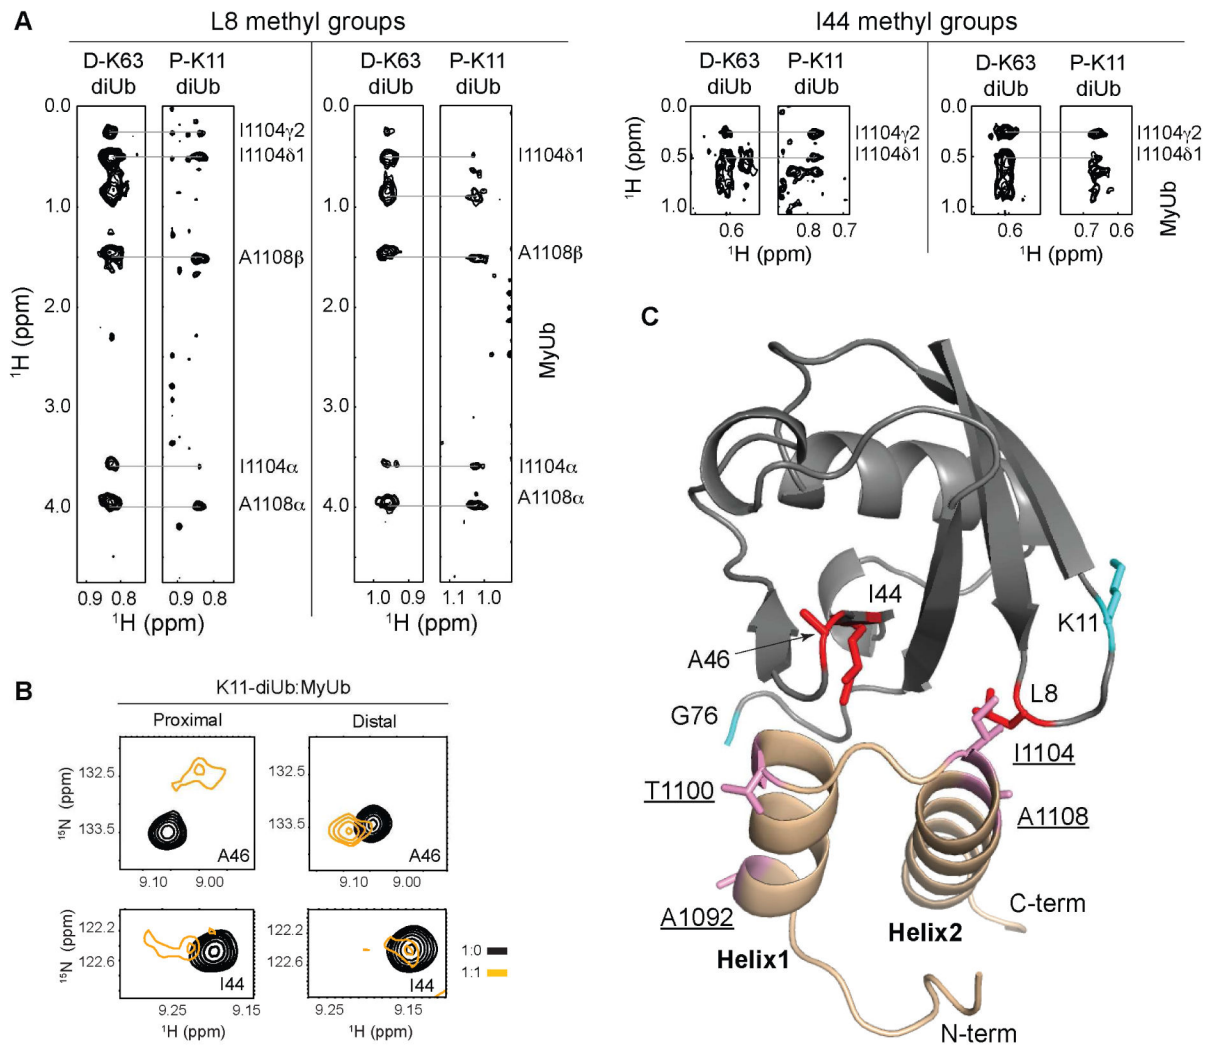 A
L8 methyl groups
D-K63 diUb
P-K11 diUb
D-K63 diUb
P-K11 diUb
0.0
1.0
2.0
3.0
4.0
¹H (ppm)
I1104γ2
I1104δ1
A1108β
I1104α
A1108α
0.0
1.0
2.0
3.0
4.0
I1104δ1
A1108β
I1104α
A1108α
MyUb
0.9 0.8
0.9 0.8
1.0 0.9
1.1 1.0
¹H (ppm)
¹H (ppm)
I44 methyl groups
D-K63 diUb
P-K11 diUb
D-K63 diUb
P-K11 diUb
0.0
0.5
1.0
¹H (ppm)
I1104γ2
I1104δ1
0.0
0.5
1.0
I1104γ2
I1104δ1
MyUb
0.6
0.8 0.7
0.6
0.7 0.6
¹H (ppm)
¹H (ppm)
B
K11-diUb:MyUb
Proximal
Distal
¹⁵N (ppm)
132.5
133.5
A46
9.10 9.00
¹⁵N (ppm)
132.5
133.5
A46
9.10 9.00
¹⁵N (ppm)
122.2
122.6
I44
9.25 9.15
¹H (ppm)
¹⁵N (ppm)
122.2
122.6
I44
9.25 9.15
¹H (ppm)
1:0
1:1
C
I44
K11
A46
L8
G76
I1104
T1100
A1108
A1092
C-term
Helix1
Helix2
N-term